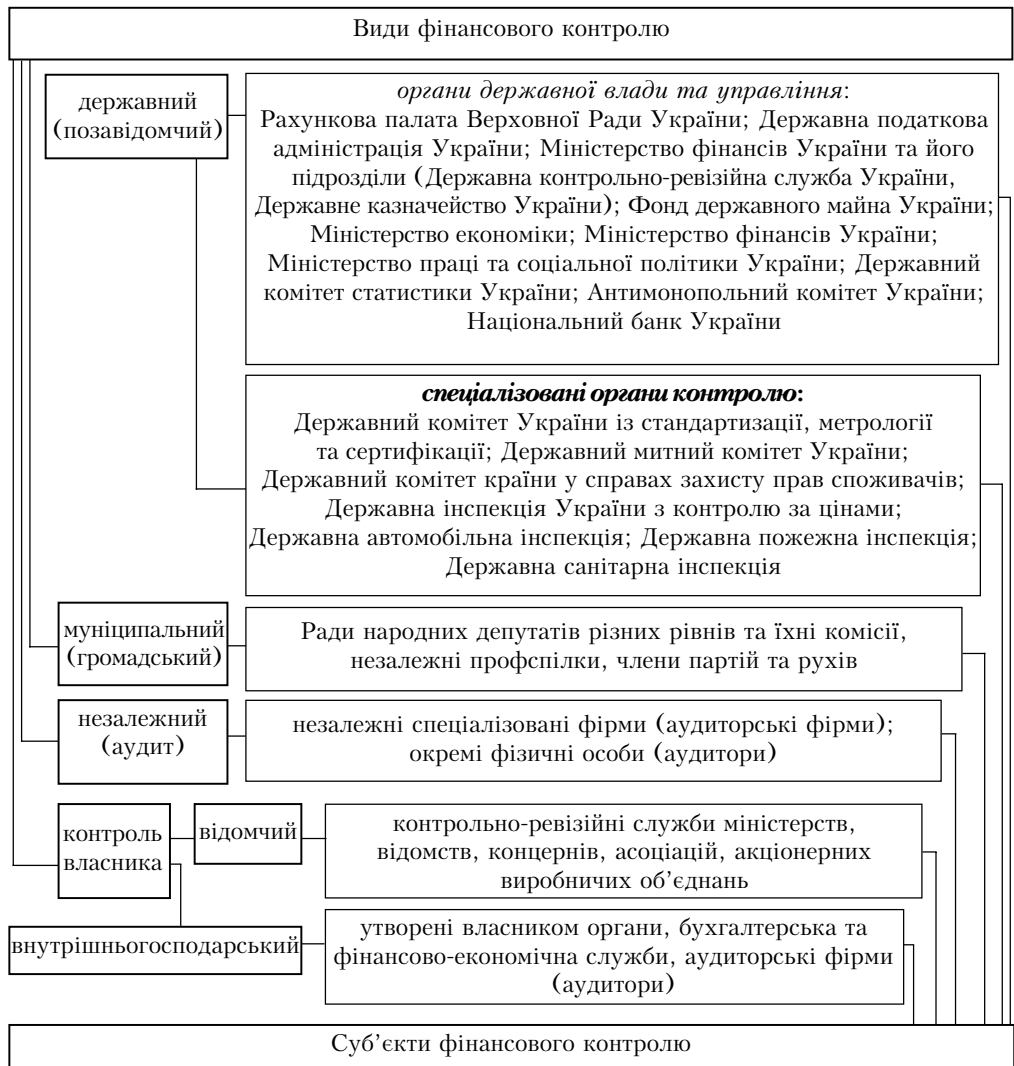 Види фінансового контролю
державний
(позавідомчий)
органи державної влади та управління:
Рахункова палата Верховної Ради України; Державна податкова
адміністрація України; Міністерство фінансів України та його
підрозділи (Державна контрольно-ревізійна служба України,
Державне казначейство України); Фонд державного майна України;
Міністерство економіки; Міністерство фінансів України;
Міністерство праці та соціальної політики України; Державний
комітет статистики України; Антимонопольний комітет України;
Національний банк України
спеціалізовані органи контролю:
Державний комітет України із стандартизації, метрології
та сертифікації; Державний митний комітет України;
Державний комітет країни у справах захисту прав споживачів;
Державна інспекція України з контролю за цінами;
Державна автомобільна інспекція; Державна пожежна інспекція;
Державна санітарна інспекція
муніципальний
(громадський)
Ради народних депутатів різних рівнів та їхні комісії,
незалежні профспілки, члени партій та рухів
незалежний
(аудит)
незалежні спеціалізовані фірми (аудиторські фірми);
окремі фізичні особи (аудитори)
контроль
власника
відомчий
контрольно-ревізійні служби міністерств,
відомств, концернів, асоціацій, акціонерних
виробничих об’єднань
внутрішньогосподарський
утворені власником органи, бухгалтерська та
фінансово-економічна служби, аудиторські фірми
(аудитори)
Суб’єкти фінансового контролю